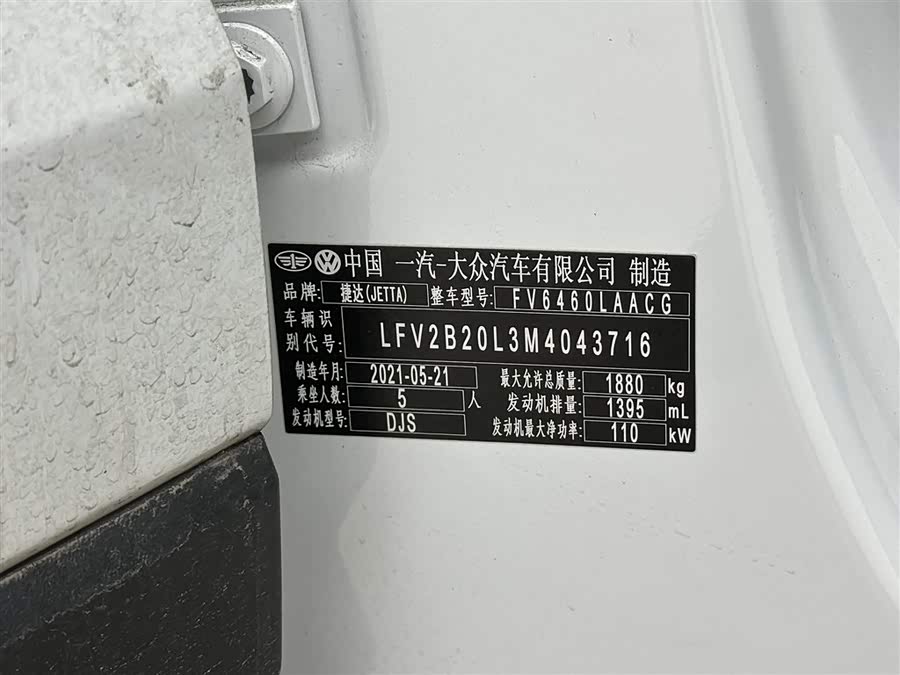 中国 一汽-大众汽车有限公司 制造
品牌: 捷达(JETTA) 整车型号: FV6460LAACG
车辆识别代号: LFV2B20L3M4043716
制造年月: 2021-05-21 最大允许总质量: 1880 kg
乘坐人数: 5 人 发动机排量: 1395 mL
发动机型号: DJS 发动机最大净功率: 110 kW